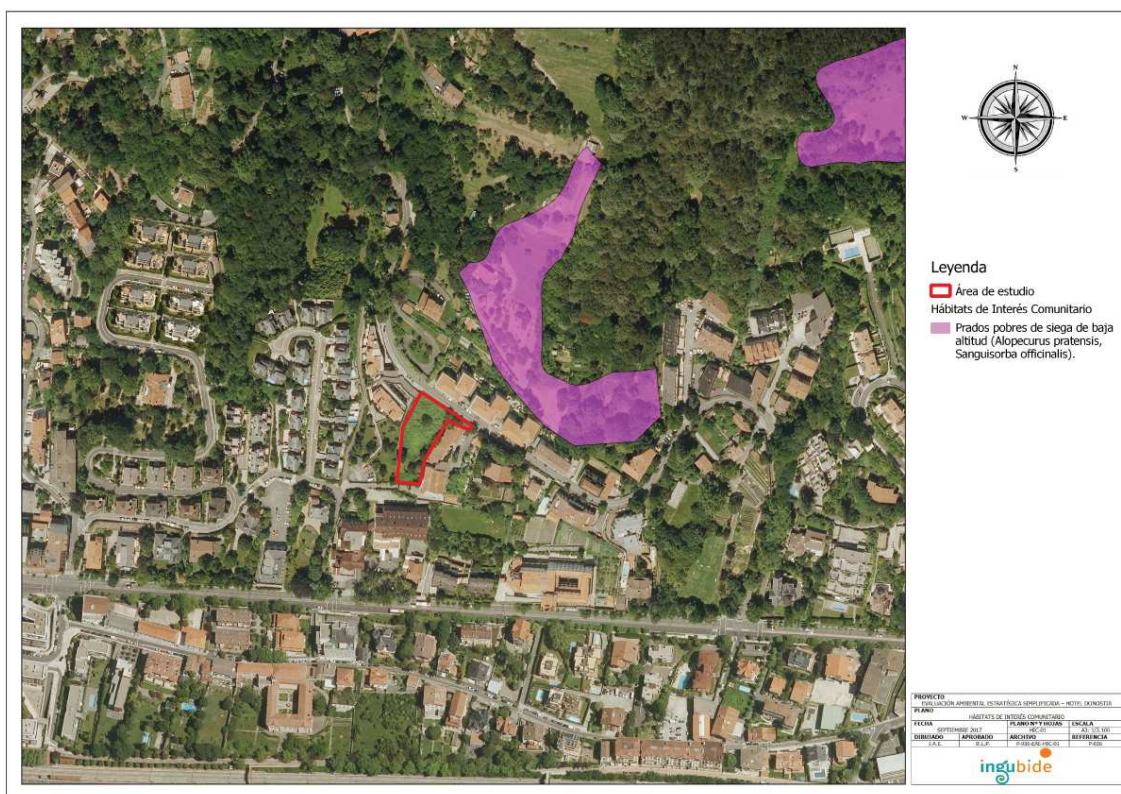 N
W
E
S
Leyenda
Área de estudio
Hábitats de Interés Comunitario
Prados pobres de siega de baja
altitud (Alopecurus pratensis,
Sanguisorba officinalis).
PROYECTO
EVALUACIÓN AMBIENTAL ESTRATÉGICA SIMPLIFICADA – HOTEL
PLANO
HÁBITATS DE INTERÉS COMUNITARIO
FECHA PLANO Nº Y HOJAS ESCALA
SEPTIEMBRE 2017 HIC-01
DIBUJADO APROBADO ARCHIVO REFERENCIA
ingubide